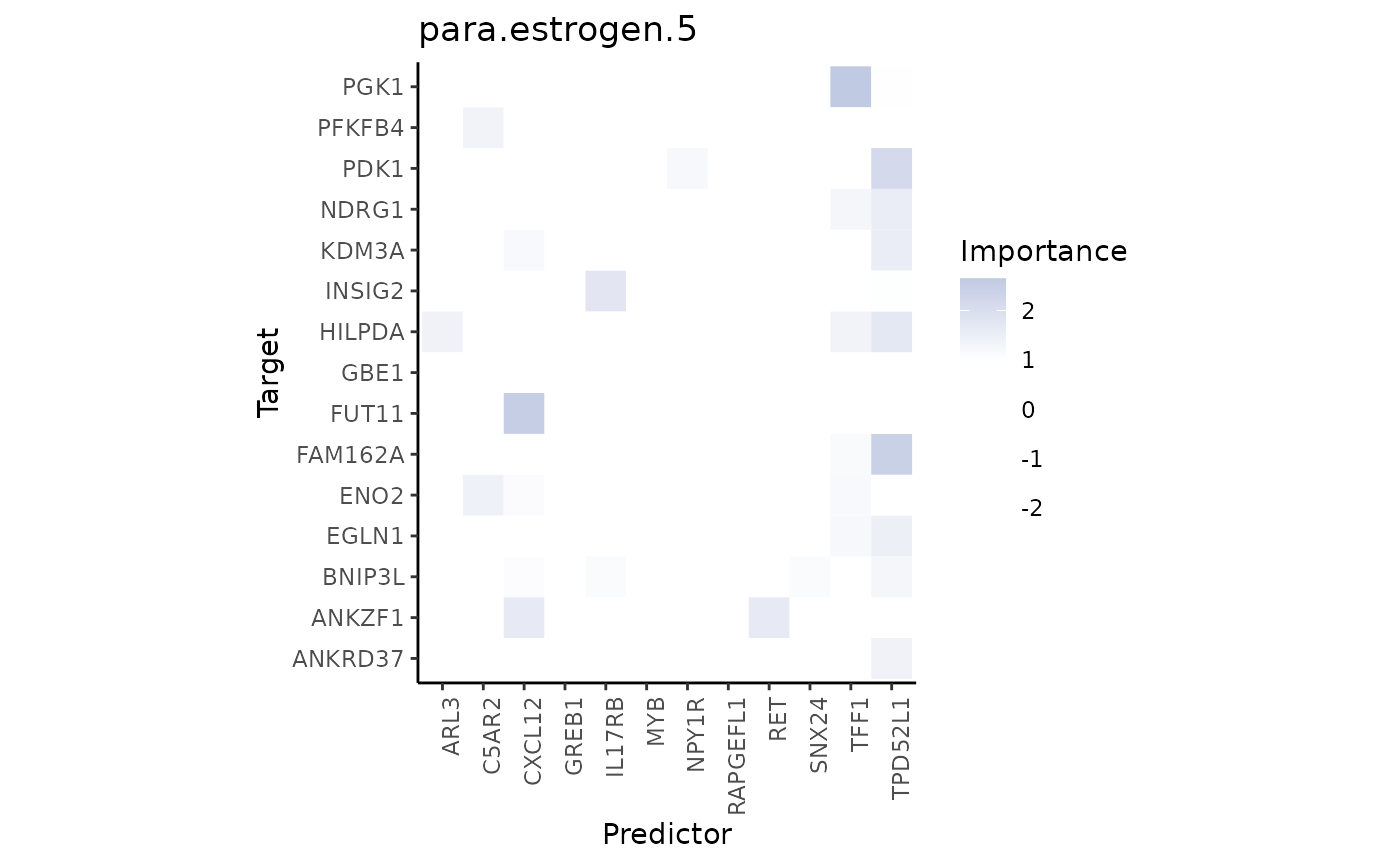 para.estrogen.5
PGK1
PFKFB4
PDK1
NDRG1
KDM3A
INSIG2
HILPDA
GBE1
FUT11
FAM162A
ENO2
EGLN1
BNIP3L
ANKZF1
ANKRD37
Target
ARL3
C5AR2
CXCL12
GREB1
IL17RB
MYB
NPY1R
RAPGEFL1
RET
SNX24
TFF1
TPD52L1
Predictor
Importance
2
1
0
-1
-2